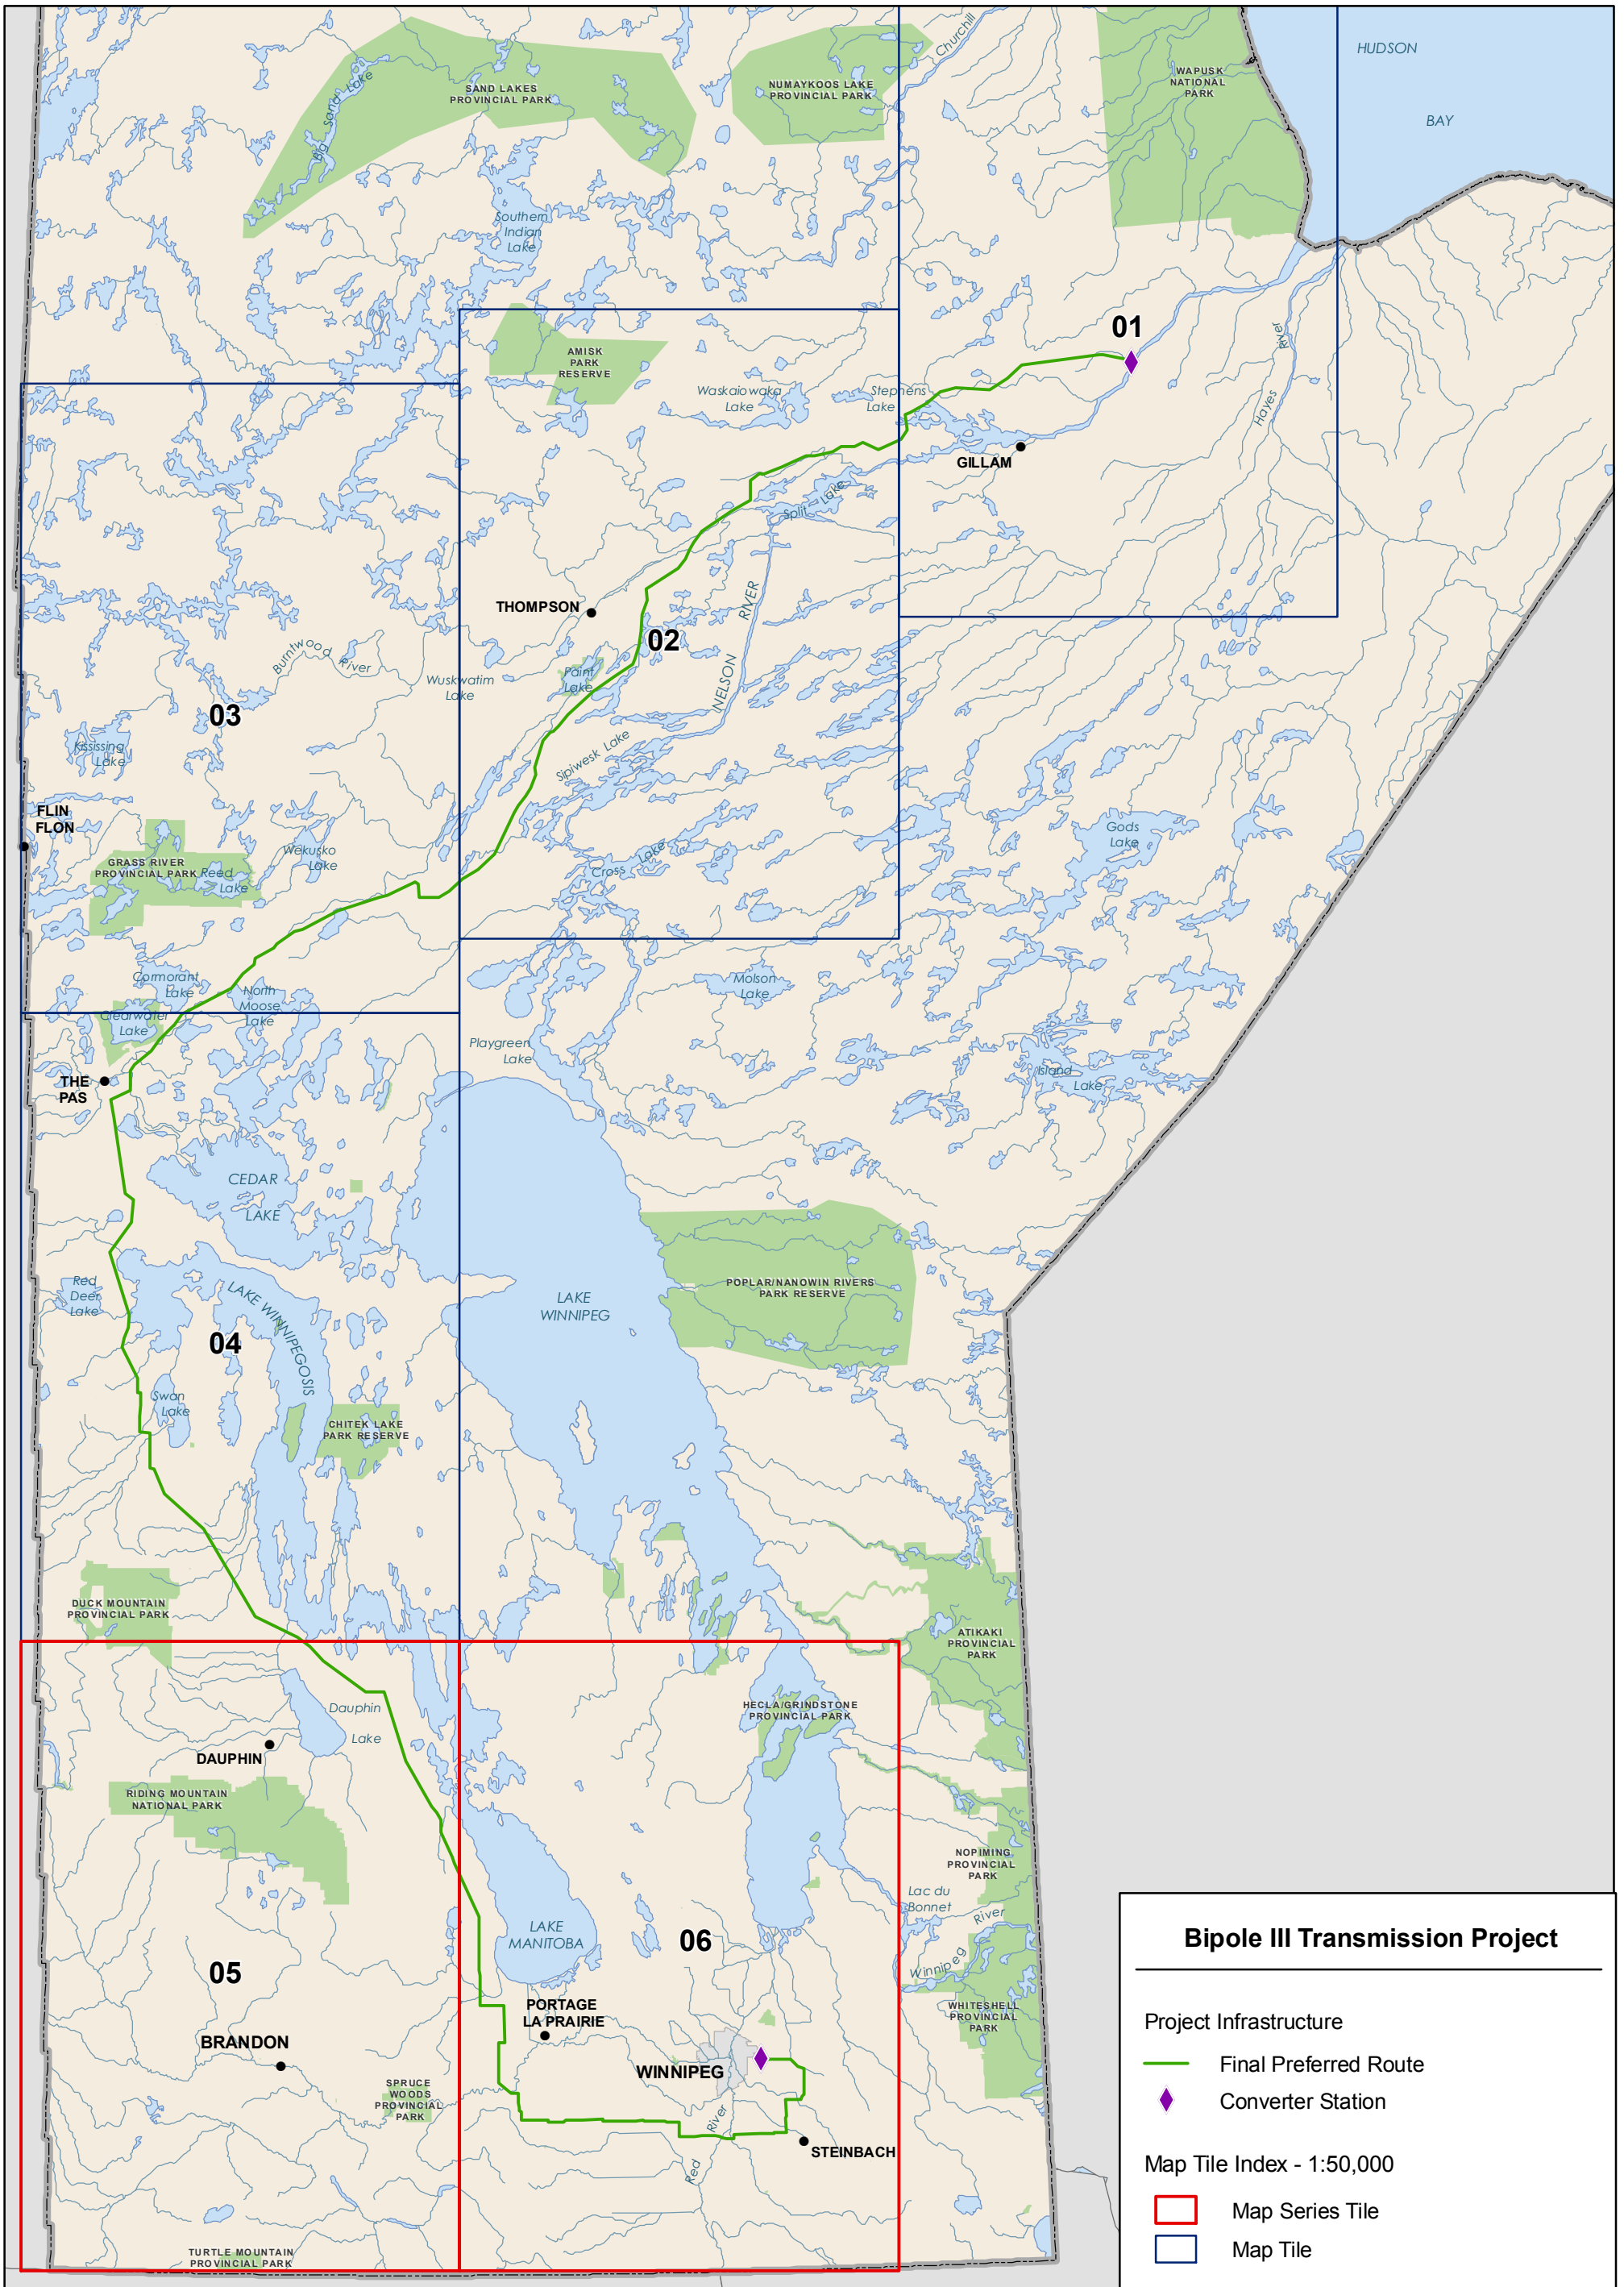 HUDSON
BAY
Churchill
WAPUSK
NATIONAL
PARK
NUMAYKOOS LAKE
PROVINCIAL PARK
SAND LAKES
PROVINCIAL PARK
Big Sand Lake
Southern
Indian
Lake
01
AMISK
PARK
RESERVE
Waskaiowaka
Lake
Stephens
Lake
Hayes River
GILLAM
Split Lake
THOMPSON
02
NELSON RIVER
Burntwood River
Paint
Lake
Wuskwatim
Lake
03
Kississing
Lake
Sipiwesk Lake
FLIN
FLON
Gods
Lake
GRASS RIVER
PROVINCIAL PARK
Reed
Lake
Wekusko
Lake
Cross Lake
Cormorant
Lake
North
Moose
Lake
Molson
Lake
Clearwater
Lake
Playgreen
Lake
Island
Lake
THE
PAS
CEDAR
LAKE
Red
Deer
Lake
LAKE WINNIPEGOSIS
LAKE
WINNIPEG
POPLAR/NANOWIN RIVERS
PARK RESERVE
04
Swan
Lake
CHITEK LAKE
PARK RESERVE
DUCK MOUNTAIN
PROVINCIAL PARK
ATIKAKI
PROVINCIAL
PARK
Dauphin
Lake
HECLA/GRINDSTONE
PROVINCIAL PARK
DAUPHIN
RIDING MOUNTAIN
NATIONAL PARK
NOPIMING
PROVINCIAL
PARK
Lac du
Bonnet
Winnipeg River
LAKE
MANITOBA
06
05
PORTAGE
LA PRAIRIE
WHITESHELL
PROVINCIAL
PARK
BRANDON
WINNIPEG
SPRUCE
WOODS
PROVINCIAL
PARK
Red River
STEINBACH
TURTLE MOUNTAIN
PROVINCIAL PARK
Bipole III Transmission Project
Project Infrastructure
Final Preferred Route
Converter Station
Map Tile Index - 1:50,000
Map Series Tile
Map Tile